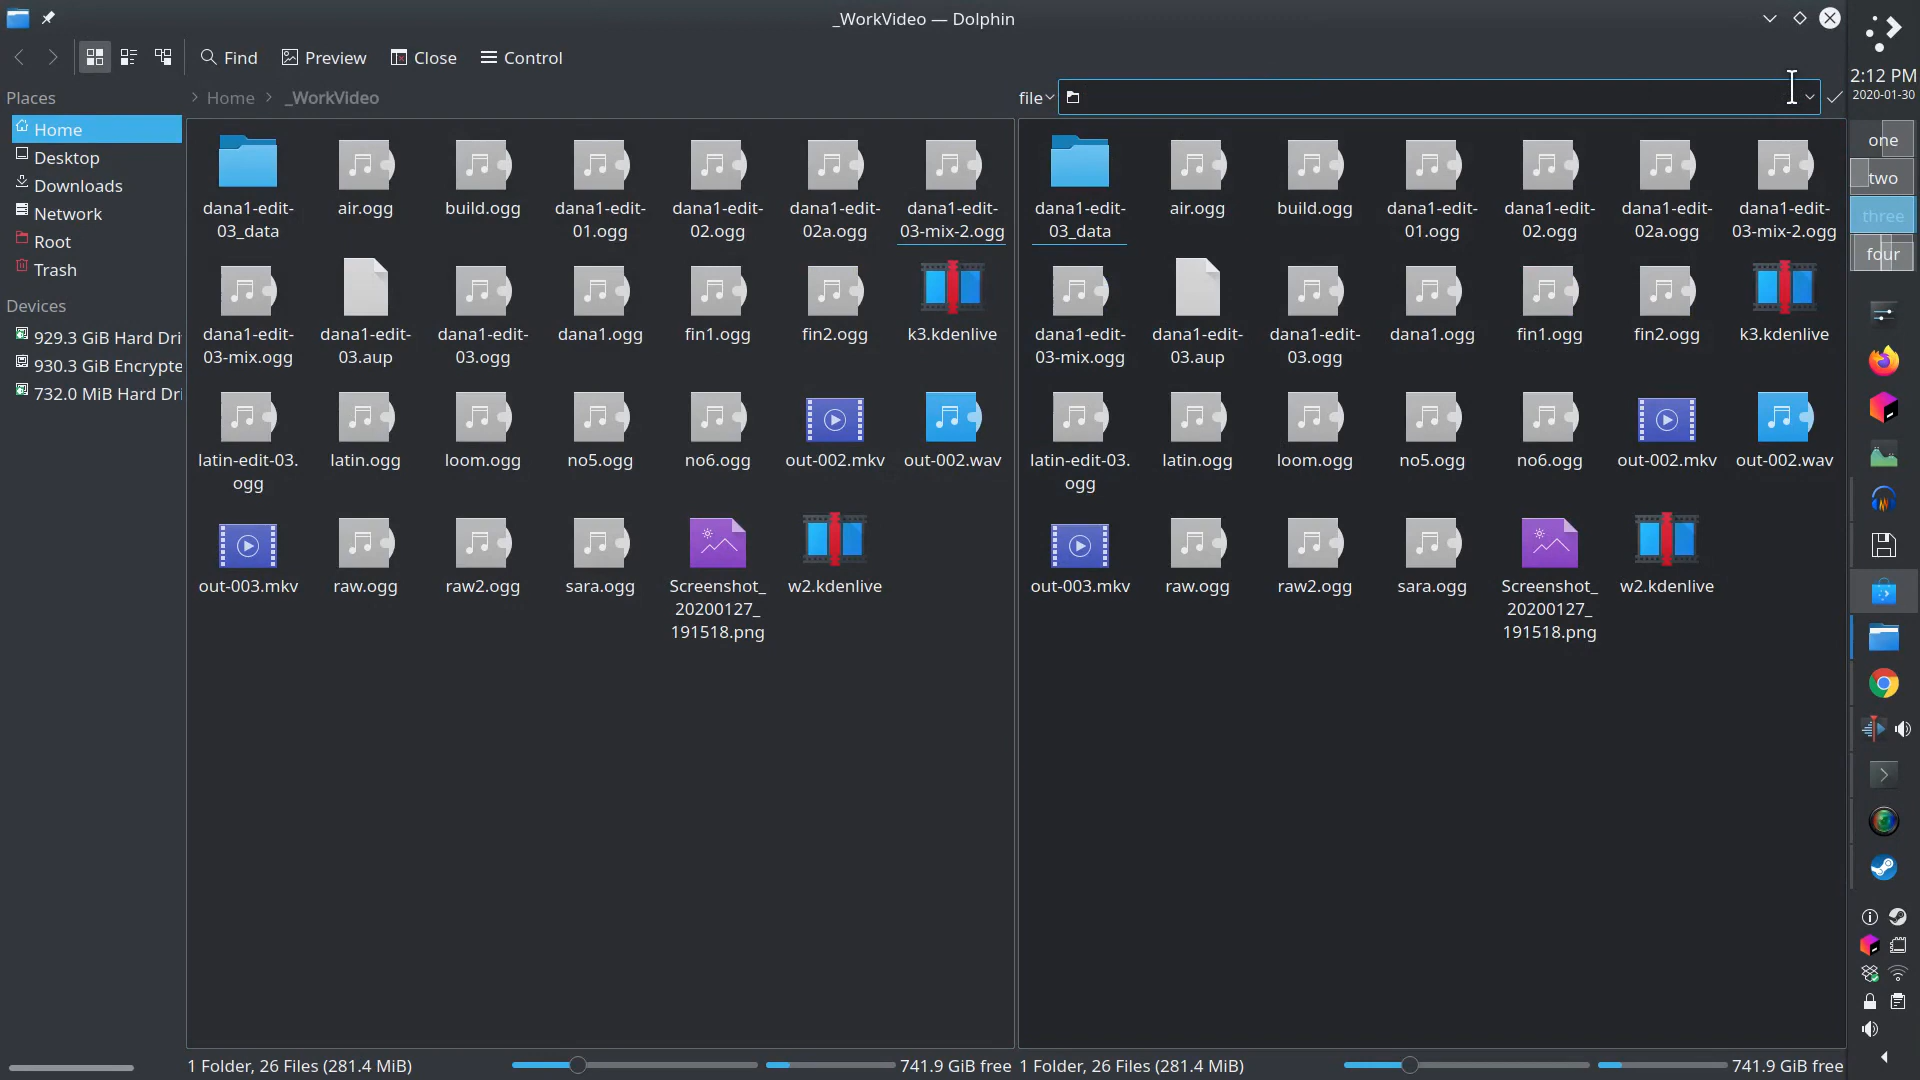 _WorkVideo — Dolphin
Find
Preview
Close
Control
Places
Home
Desktop
Downloads
Network
Root
Trash
Devices
929.3 GiB Hard Dri
930.3 GiB Encrypte
732.0 MiB Hard Dri
Home
_WorkVideo
dana1-edit-
03_data
air.ogg
build.ogg
dana1-edit-
01.ogg
dana1-edit-
02.ogg
dana1-edit-
02a.ogg
dana1-edit-
03-mix-2.ogg
dana1-edit-
03-mix.ogg
dana1-edit-
03.aup
dana1-edit-
03.ogg
dana1.ogg
fin1.ogg
fin2.ogg
k3.kdenlive
latin-edit-03.
ogg
latin.ogg
loom.ogg
no5.ogg
no6.ogg
out-002.mkv
out-002.wav
out-003.mkv
raw.ogg
raw2.ogg
sara.ogg
Screenshot_
20200127_
191518.png
w2.kdenlive
1 Folder, 26 Files (281.4 MiB)
741.9 GiB free
file
dana1-edit-
03_data
air.ogg
build.ogg
dana1-edit-
01.ogg
dana1-edit-
02.ogg
dana1-edit-
02a.ogg
dana1-edit-
03-mix-2.ogg
dana1-edit-
03-mix.ogg
dana1-edit-
03.aup
dana1-edit-
03.ogg
dana1.ogg
fin1.ogg
fin2.ogg
k3.kdenlive
latin-edit-03.
ogg
latin.ogg
loom.ogg
no5.ogg
no6.ogg
out-002.mkv
out-002.wav
out-003.mkv
raw.ogg
raw2.ogg
sara.ogg
Screenshot_
20200127_
191518.png
w2.kdenlive
1 Folder, 26 Files (281.4 MiB)
741.9 GiB free
2:12 PM
2020-01-30
one
two
three
four